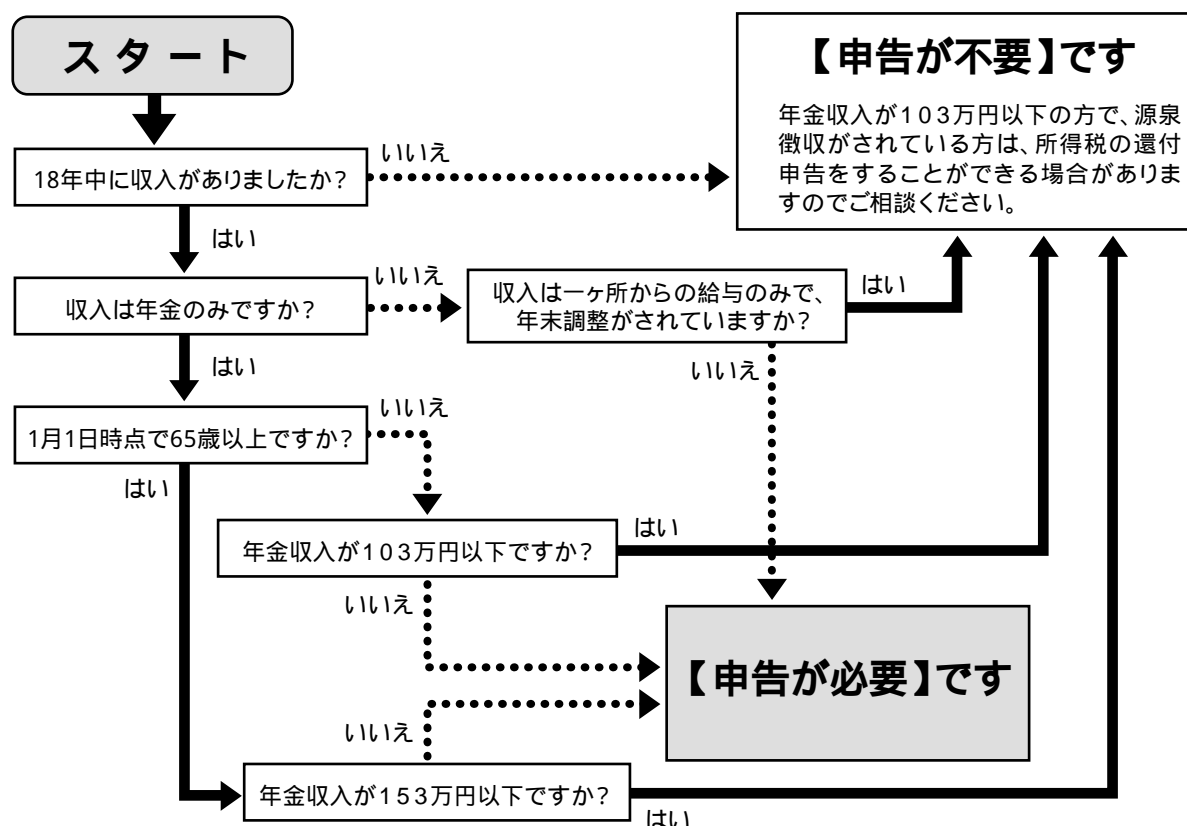 スタート
【申告が不要】です
年金収入が103万円以下の方で、源泉
徴収がされている方は、所得税の還付
申告をすることができる場合がありま
すのでご相談ください。
18年中に収入がありましたか？
いいえ
はい
収入は年金のみですか？
いいえ
収入は一ヶ所からの給与のみで、
年末調整がされていますか？
はい
はい
いいえ
1月1日時点で65歳以上ですか？
いいえ
はい
年金収入が103万円以下ですか？
はい
いいえ
【申告が必要】です
いいえ
年金収入が153万円以下ですか？
はい